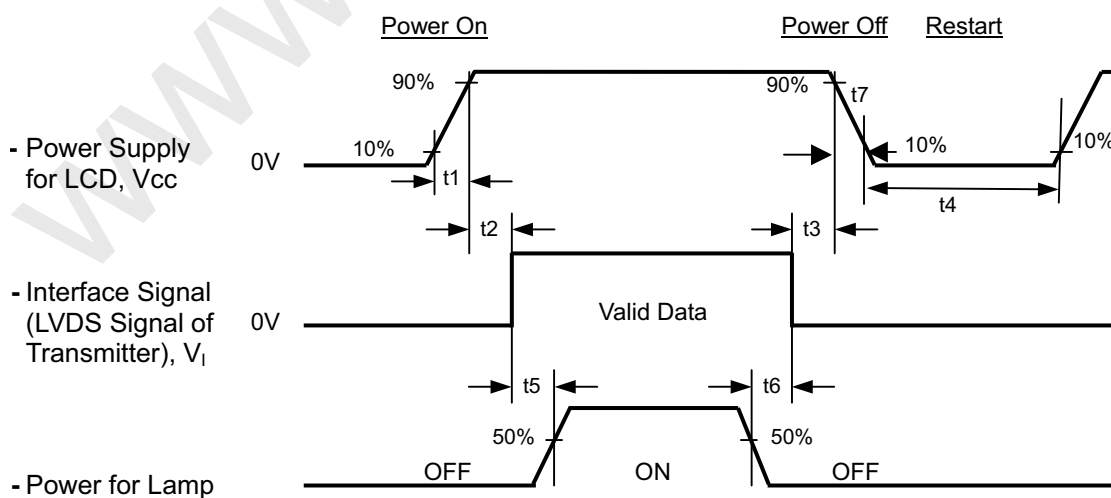 Power On
Power Off
Restart
90%
90%
t7
- Power Supply
for LCD, Vcc
0V
10%
10%
10%
t1
t4
t2
t3
- Interface Signal
(LVDS Signal of
Transmitter), VI
0V
Valid Data
t5
t6
50%
50%
- Power for Lamp
OFF
ON
OFF